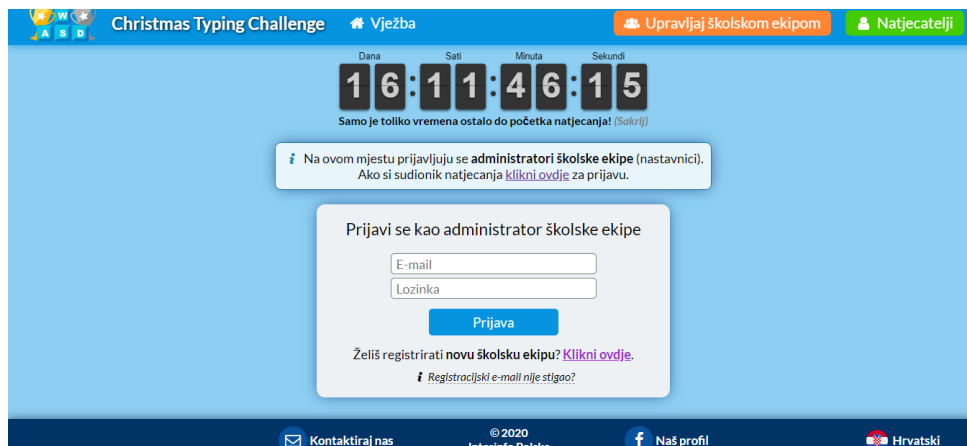 W
A S D
Christmas Typing Challenge
Vježba
Upravljaj školskom ekipom
Natjecatelji
Dana Sati Minuta Sekundi
16:11:46:15
Samo je toliko vremena ostalo do početka natjecanja! (Sakrij)
Na ovom mjestu prijavljuju se administratori školske ekipe (nastavnici).
Ako si sudionik natjecanja klikni ovdje za prijavu.
Prijavi se kao administrator školske ekipe
E-mail
Lozinka
Prijava
Želiš registrirati novu školsku ekipu? Klikni ovdje.
Registracijski e-mail nije stigao?
Kontaktiraj nas
© 2020
Interinfo Polska
Naš profil
Hrvatski